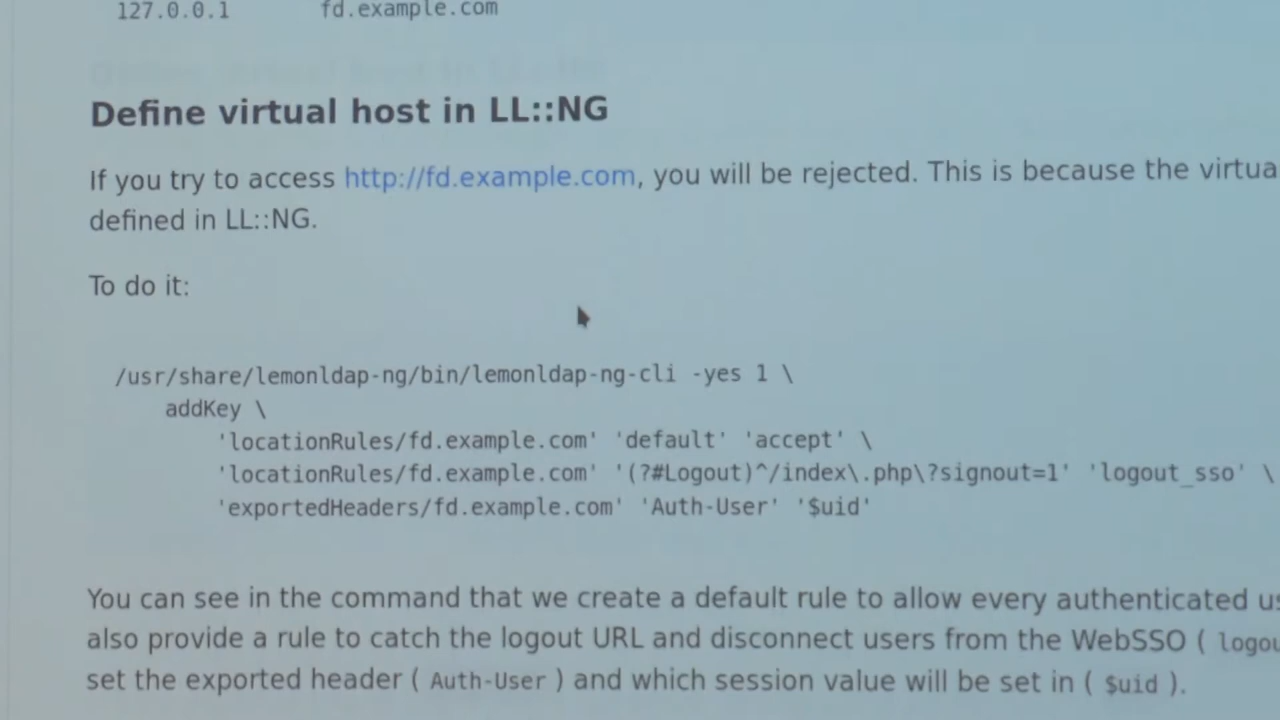 127.0.0.1 fd.example.com
Define virtual host in LL::NG
If you try to access http://fd.example.com, you will be rejected. This is because the virtua
defined in LL::NG.
To do it:
/usr/share/lemonldap-ng/bin/lemonldap-ng-cli -yes 1 \
addKey \
'locationRules/fd.example.com' 'default' 'accept' \
'locationRules/fd.example.com' '(?#Logout)^/index\.php\?signout=1' 'logout_sso' \
'exportedHeaders/fd.example.com' 'Auth-User' '$uid'
You can see in the command that we create a default rule to allow every authenticated us
also provide a rule to catch the logout URL and disconnect users from the WebSSO ( logou
set the exported header ( Auth-User ) and which session value will be set in ( $uid ).